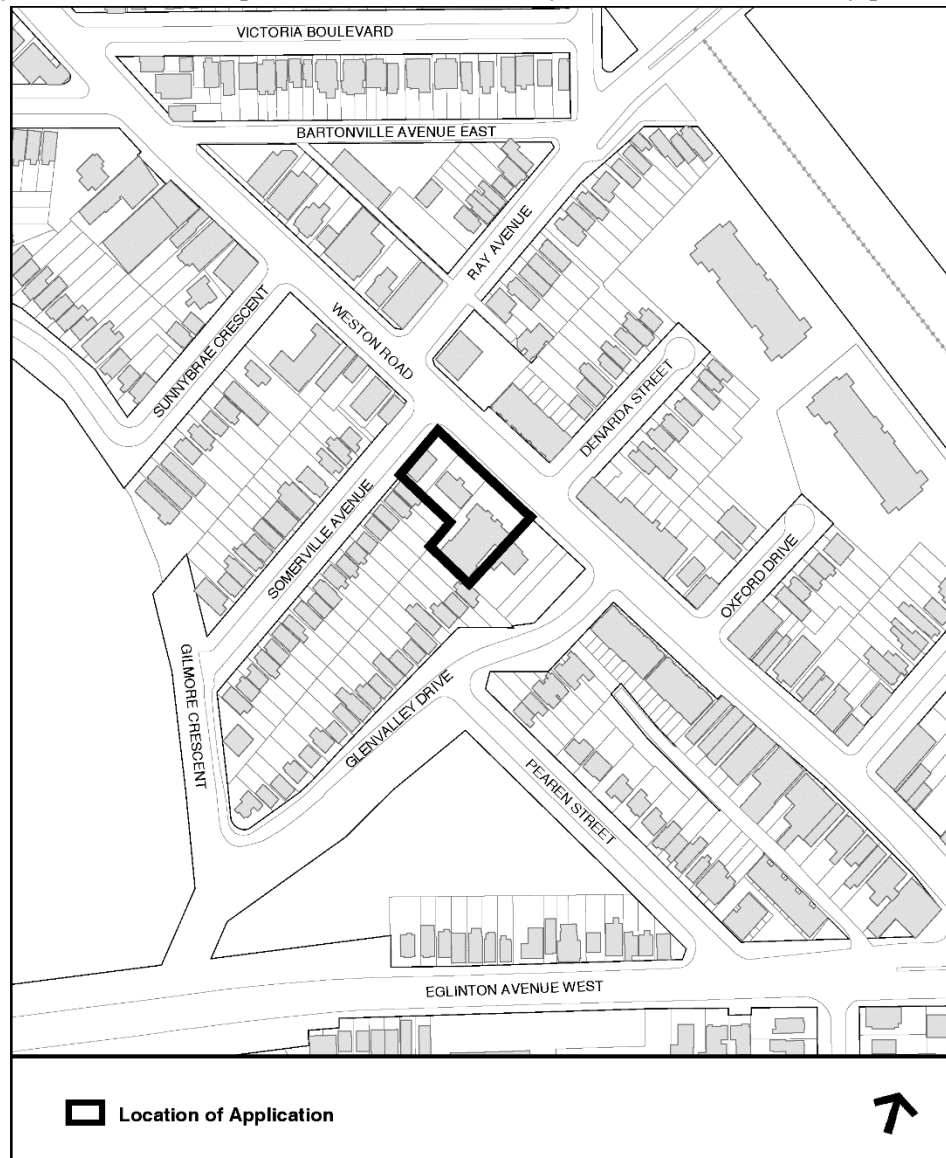 VICTORIA BOULEVARD
BARTONVILLE AVENUE EAST
RAY AVENUE
SUNNYBRAE CRESCENT
WESTON ROAD
DENARDA STREET
SOMERVILLE AVENUE
OXFORD DRIVE
GILMORE CRESCENT
GLENVALLEY DRIVE
PEAREN STREET
EGLINTON AVENUE WEST
Location of Application